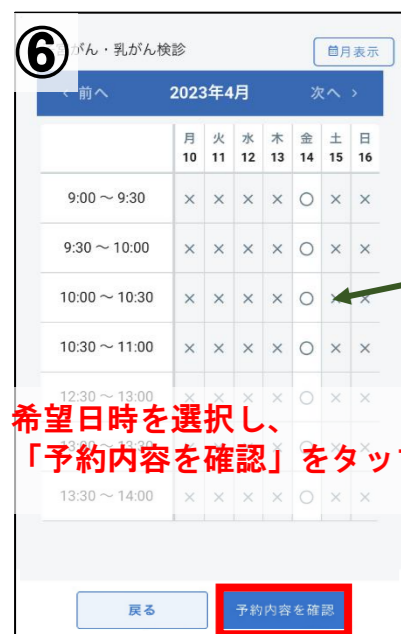 ⑥
がん・乳がん検診
月表示
< 前へ 2023年4月 次へ >
月 火 水 木 金 土 日
10 11 12 13 14 15 16
9:00 ～ 9:30 × × × × ○ × ×
9:30 ～ 10:00 × × × × ○ × ×
10:00 ～ 10:30 × × × × ○ × ×
10:30 ～ 11:00 × × × × ○ × ×
12:30 ～ 13:00 × × × × ○ × ×
希望日時を選択し、
「予約内容を確認」をタッ
13:00 ～ 13:30 × × × × ○ × ×
13:30 ～ 14:00 × × × × ○ × ×
戻る
予約内容を確認